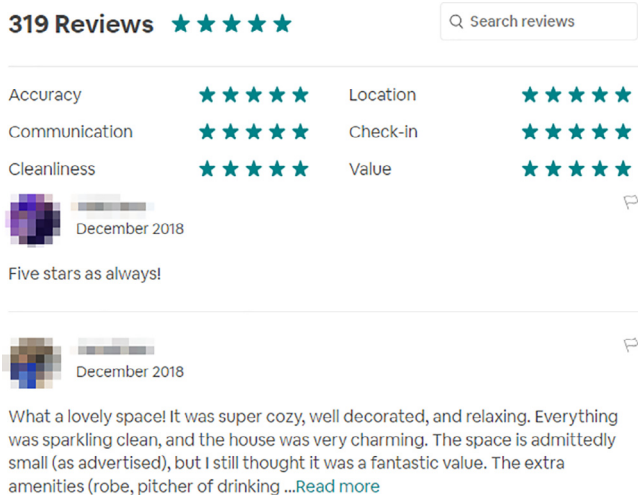 319 Reviews
Search reviews
Accuracy
Location
Communication
Check-in
Cleanliness
Value
December 2018
Five stars as always!
December 2018
What a lovely space! It was super cozy, well decorated, and relaxing. Everything
was sparkling clean, and the house was very charming. The space is admittedly
small (as advertised), but I still thought it was a fantastic value. The extra
amenities (robe, pitcher of drinking ...Read more